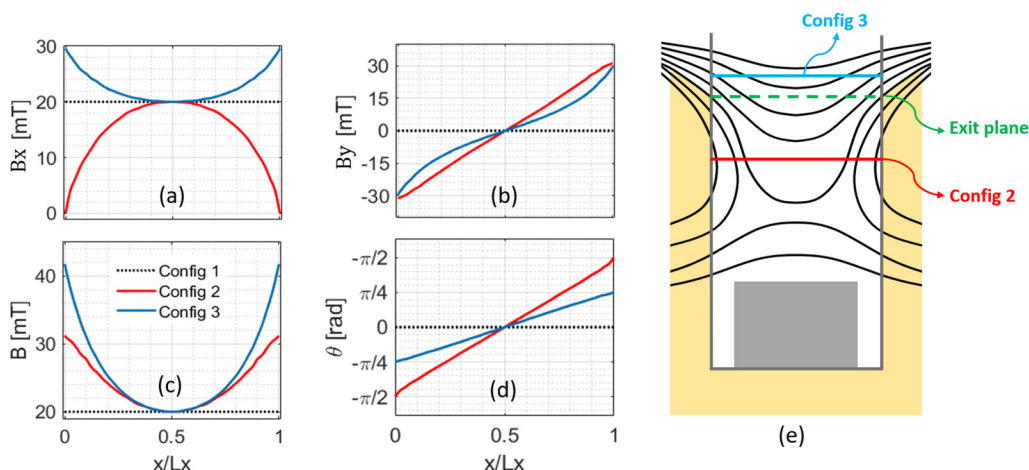 30
20
10
0
Bx [mT]
(a)
30
15
0
-15
-30
By [mT]
(b)
40
30
20
B [mT]
Config 1
Config 2
Config 3
(c)
0
0.5
1
x/Lx
-π/2
π/4
0
-π/4
-π/2
θ [rad]
(d)
0
0.5
1
x/Lx
Config 3
Exit plane
Config 2
(e)